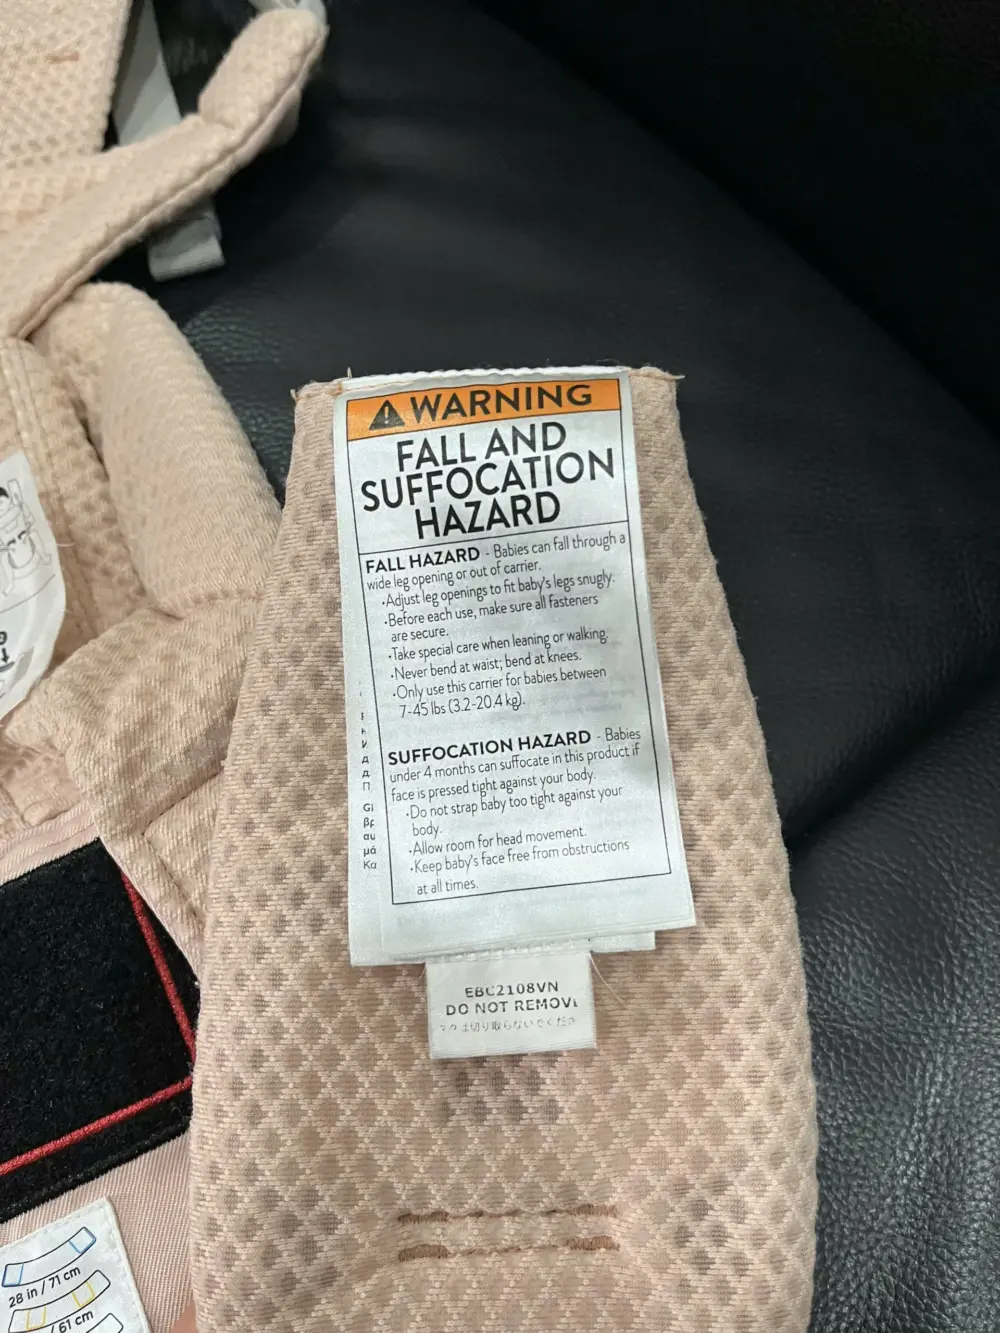 WARNING
FALL AND
SUFFOCATION
HAZARD
FALL HAZARD - Babies can fall through a
wide leg opening or out of carrier.
·Adjust leg openings to fit baby's legs snugly.
·Before each use, make sure all fasteners
are secure.
·Take special care when leaning or walking.
·Never bend at waist; bend at knees.
·Only use this carrier for babies between
7-45 lbs (3.2-20.4 kg).
SUFFOCATION HAZARD - Babies
under 4 months can suffocate in this product if
face is pressed tight against your body.
·Do not strap baby too tight against your
body.
·Allow room for head movement.
·Keep baby's face free from obstructions
at all times.
EBC2108VN
DO NOT REMOVE
28 in / 71 cm
/ 61 cm